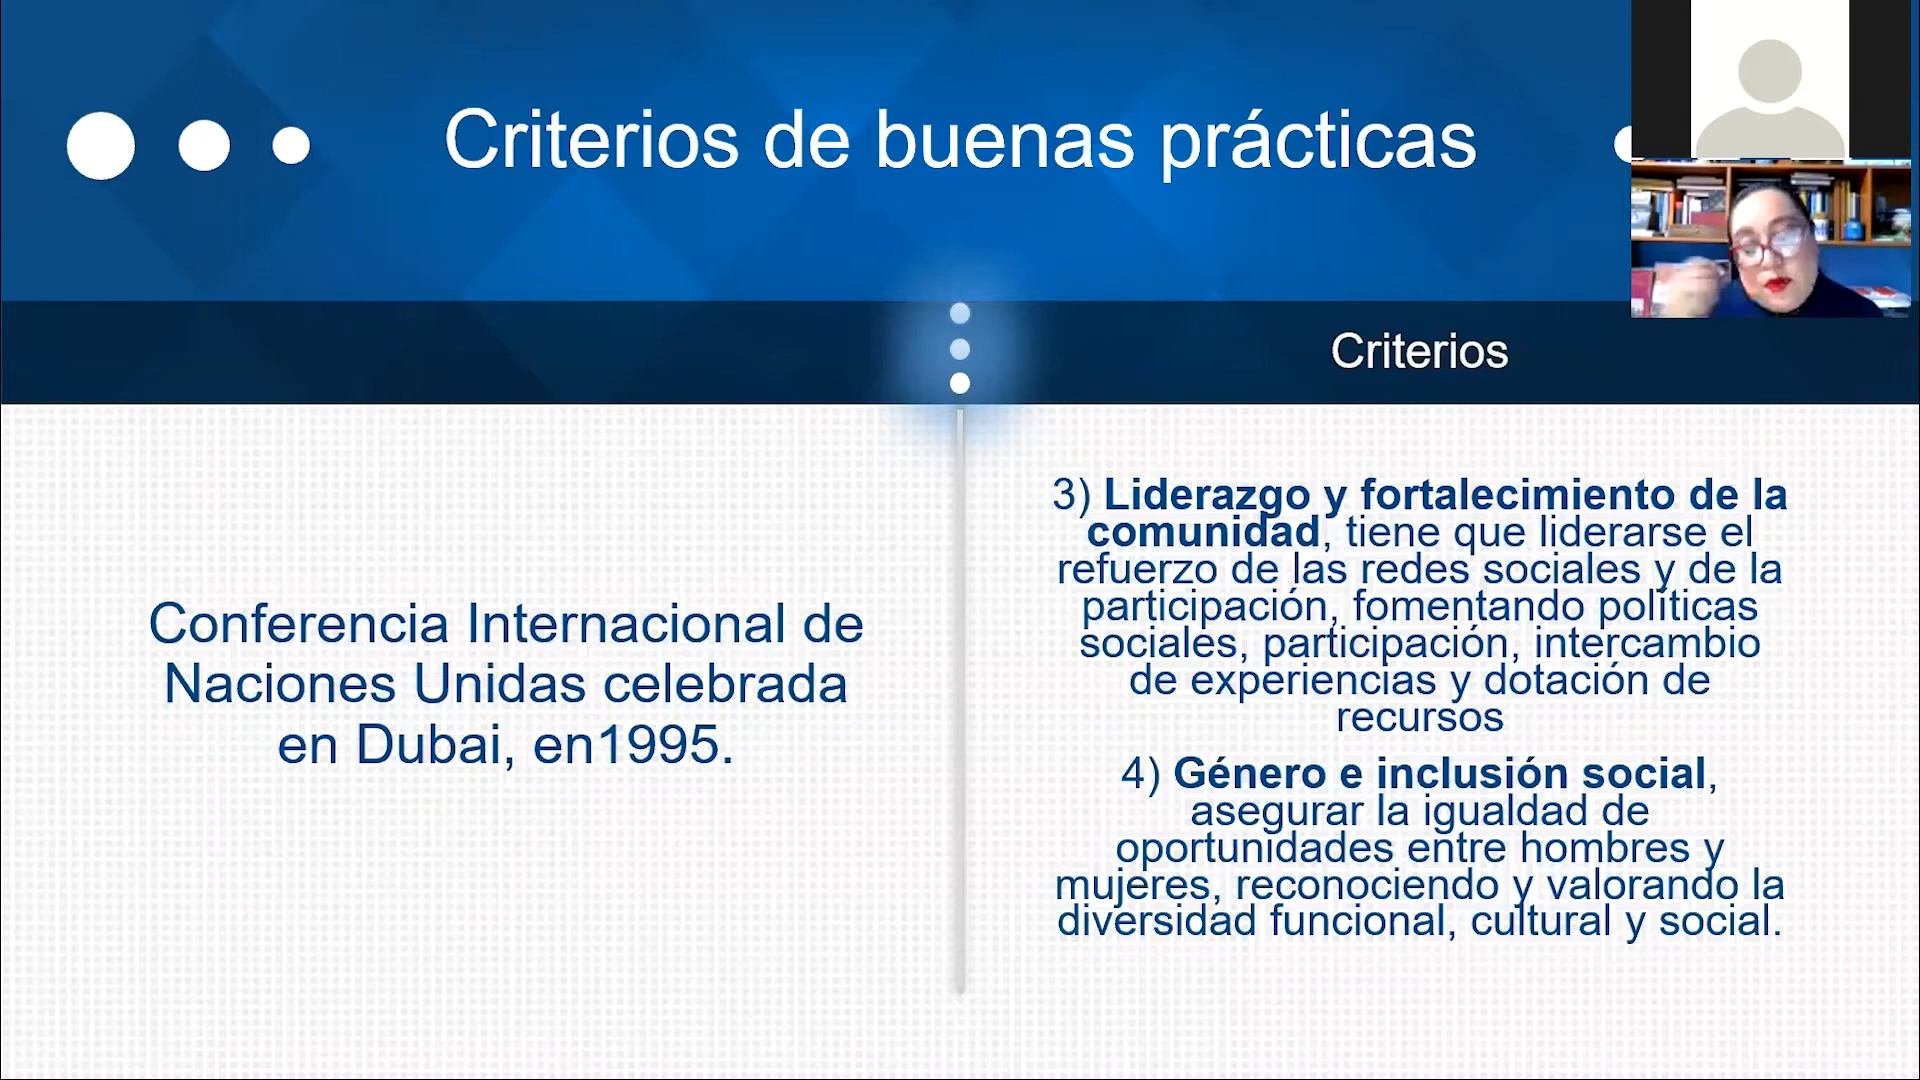 Criterios de buenas prácticas
Criterios
Conferencia Internacional de
Naciones Unidas celebrada
en Dubai, en1995.
3) Liderazgo y fortalecimiento de la
comunidad, tiene que liderarse el
refuerzo de las redes sociales y de la
participación, fomentando políticas
sociales, participación, intercambio
de experiencias y dotación de
recursos
4) Género e inclusión social,
asegurar la igualdad de
oportunidades entre hombres y
mujeres, reconociendo y valorando la
diversidad funcional, cultural y social.